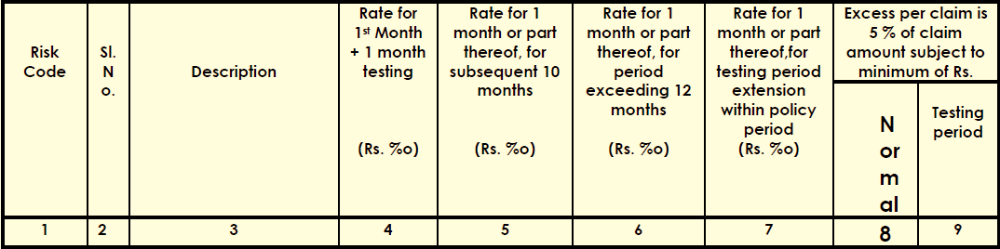 Risk
Code
Sl.
N
o.
Description
Rate for
1st Month
+ 1 month
testing
(Rs. %o)
Rate for 1
month or part
thereof, for
subsequent 10
months
(Rs. %o)
Rate for 1
month or part
thereof, for
period
exceeding 12
months
(Rs. %o)
Rate for 1
month or part
thereof,for
testing period
extension
within policy
period
(Rs. %o)
Excess per claim is
5 % of claim
amount subject to
minimum of Rs.
N
or
m
al
Testing
period
1
2
3
4
5
6
7
8
9